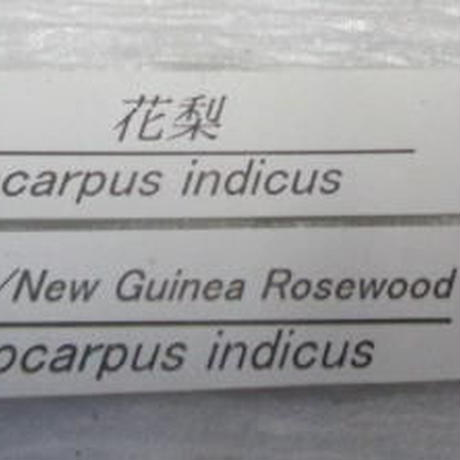 花梨
carpus indicus
/New Guinea Rosewood
ocarpus indicus